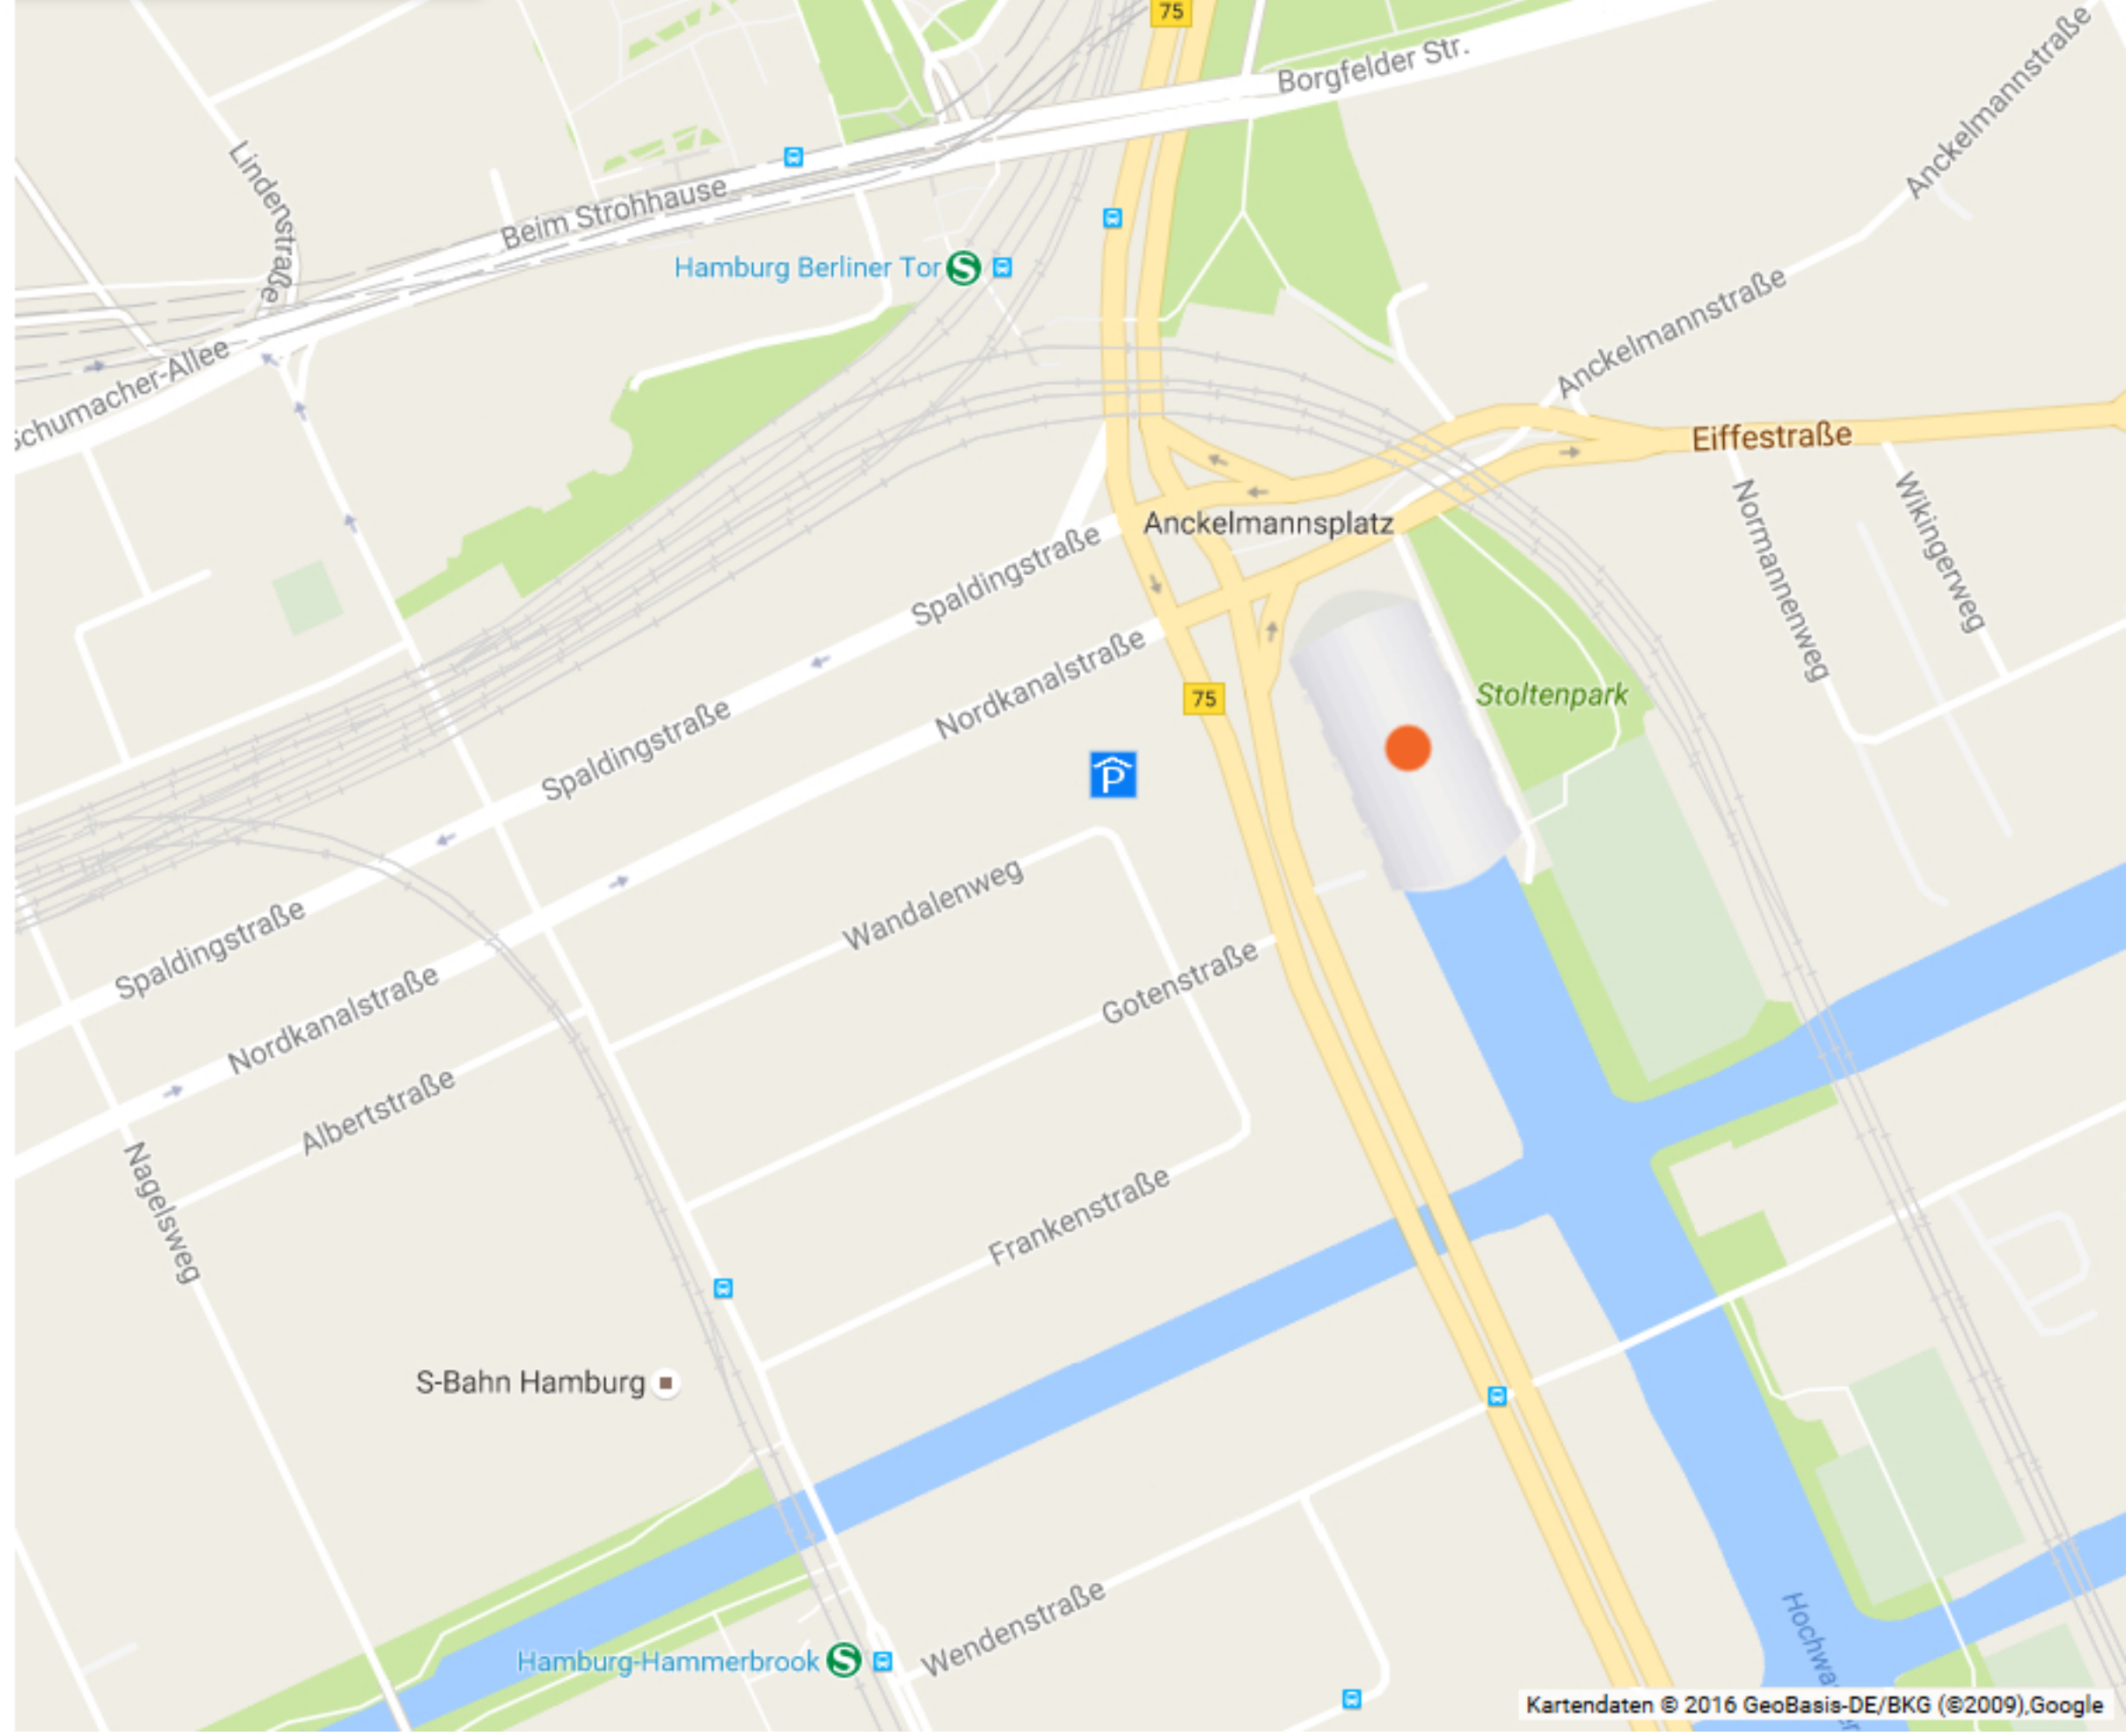 75
Borgfelder Str.
Anckelmannstraße
Lindenstraße
Beim Strohhause
Hamburg Berliner Tor S
Anckelmannstraße
Schumacher-Allee
Eiffestraße
Anckelmannsplatz
Spaldingstraße
Normannenweg
Wikingerweg
Nordkanalstraße
75
Stoltenpark
Spaldingstraße
P
Wandalenweg
Spaldingstraße
Gotenstraße
Nordkanalstraße
Albertstraße
Nagelsweg
Frankenstraße
S-Bahn Hamburg
Wendenstraße
Hamburg-Hammerbrook S
Hochwa
Kartendaten © 2016 GeoBasis-DE/BKG (©2009),Google